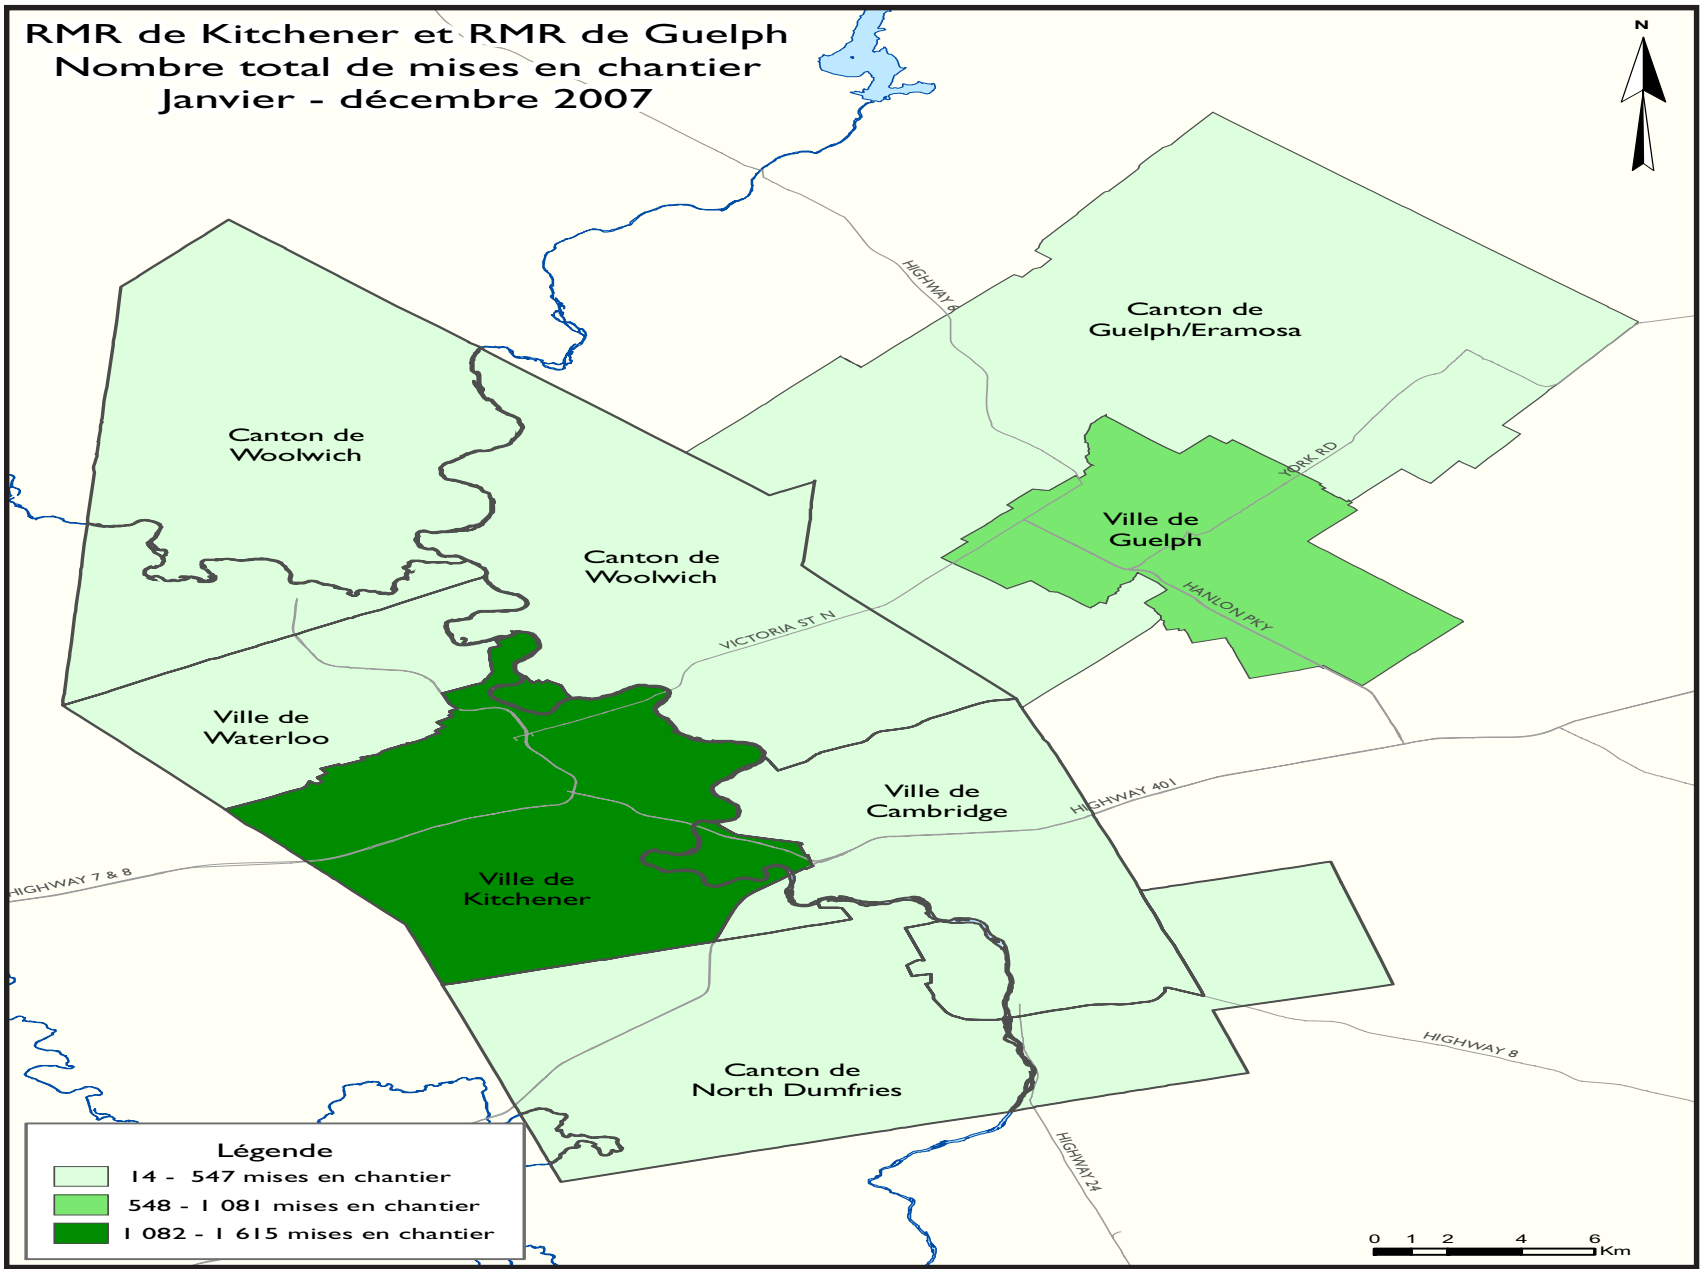 RMR de Kitchener et RMR de Guelph
Nombre total de mises en chantier
Janvier - décembre 2007
N
HIGHWAY 6
Canton de
Guelph/Eramosa
Canton de
Woolwich
YORK RD
Ville de
Guelph
Canton de
Woolwich
HANLON PKY
VICTORIA ST N
Ville de
Waterloo
Ville de
Cambridge
HIGHWAY 401
HIGHWAY 7 & 8
Ville de
Kitchener
HIGHWAY 8
Canton de
North Dumfries
HIGHWAY 24
Légende
14 - 547 mises en chantier
548 - 1 081 mises en chantier
1 082 - 1 615 mises en chantier
0 1 2 4 6
Km